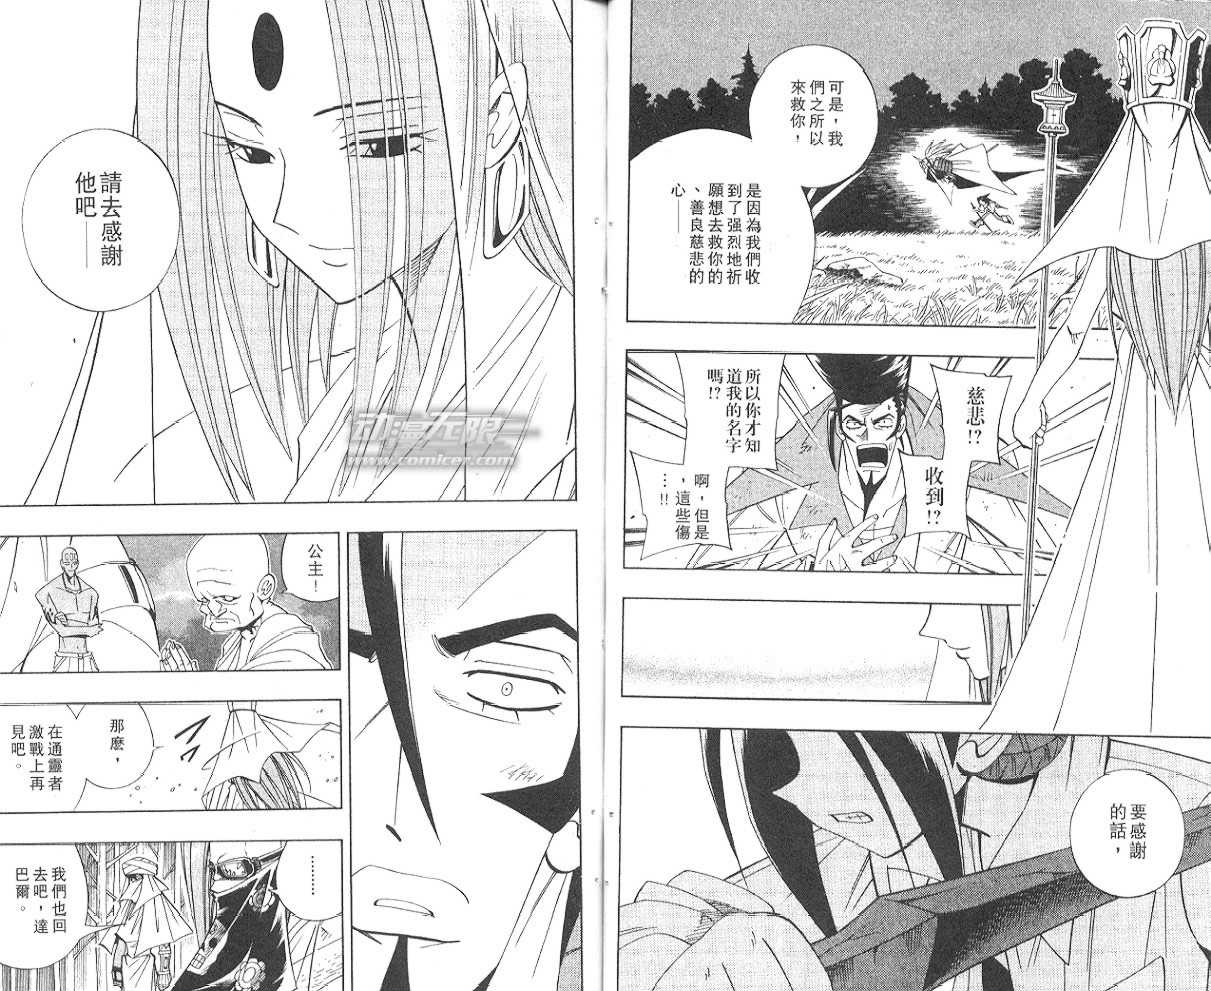 可是，我
們之所以
來救你，
是因為我們收
到了强烈地祈
願想去救你的
、善良慈悲的
心——
慈悲!?
收到!?
所以你才知
道我的名字
嗎!?
啊，但是
，這些傷
…!!
要感謝
的話，
請去感謝
他吧——
公主！
那麽，
在通靈者
激戰上再
見吧。
………
我們也回
去吧，達
巴爾。
动漫无限
www.comicer.com